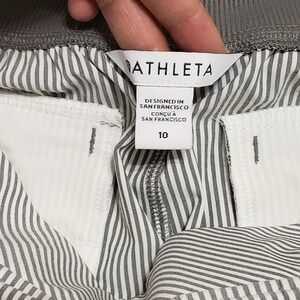 ATHLETA
DESIGNED IN
SAN FRANCISCO
CONÇU À
SAN FRANCISCO
10